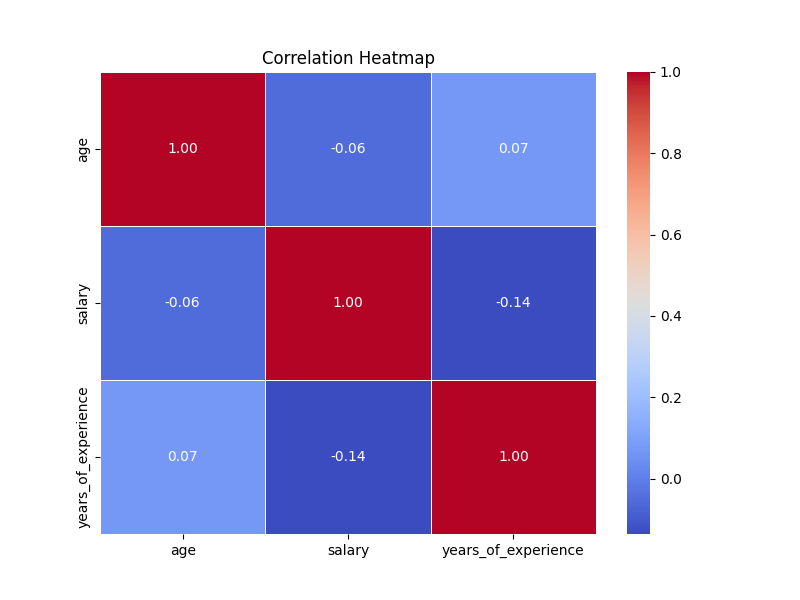 Correlation Heatmap
age
1.00
-0.06
0.07
salary
-0.06
1.00
-0.14
years_of_experience
0.07
-0.14
1.00
age
salary
years_of_experience
1.0
0.8
0.6
0.4
0.2
0.0